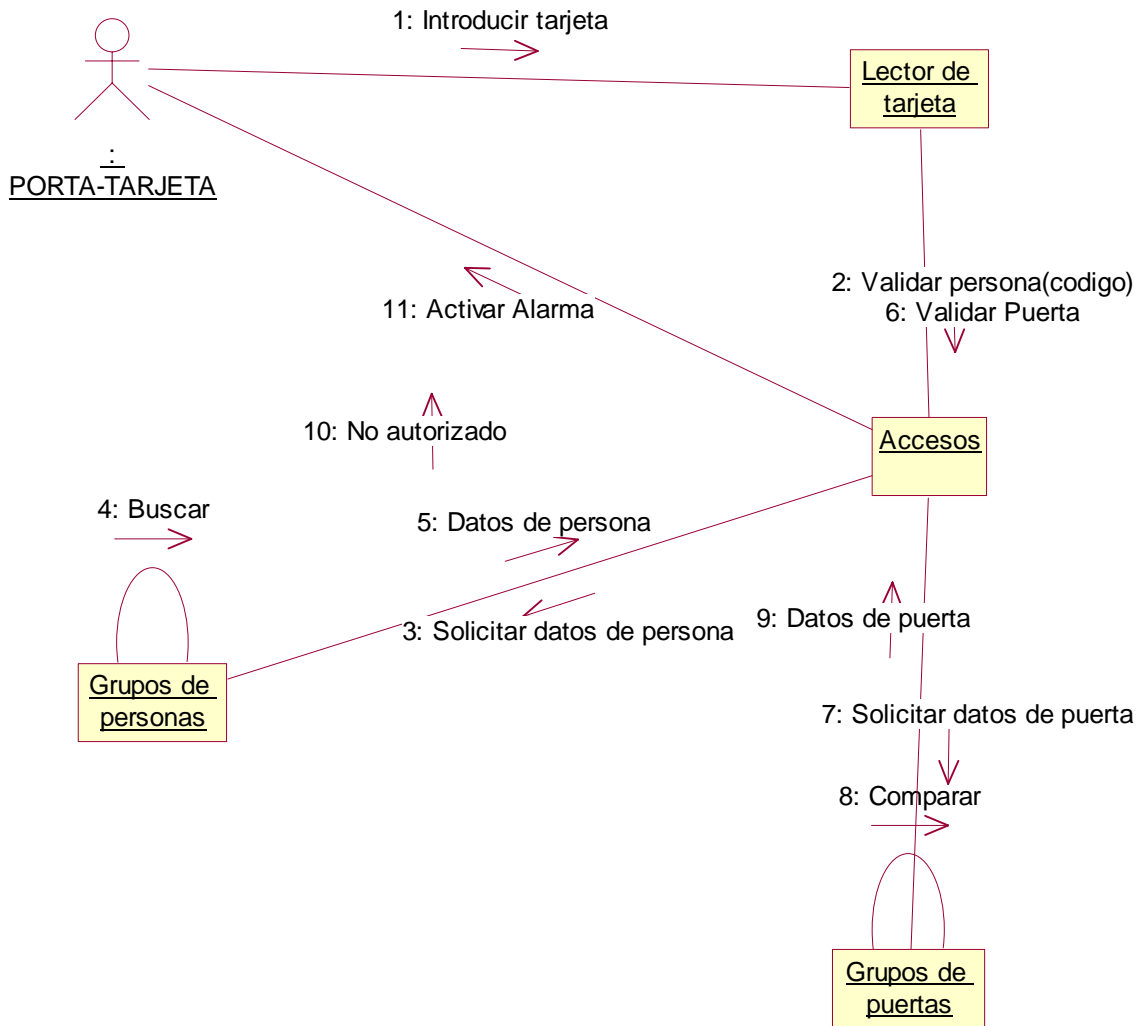 1: Introducir tarjeta
Lector de
tarjeta
:
PORTA-TARJETA
2: Validar persona(codigo)
6: Validar Puerta
11: Activar Alarma
10: No autorizado
Accesos
4: Buscar
5: Datos de persona
3: Solicitar datos de persona
9: Datos de puerta
Grupos de
personas
7: Solicitar datos de puerta
8: Comparar
Grupos de
puertas